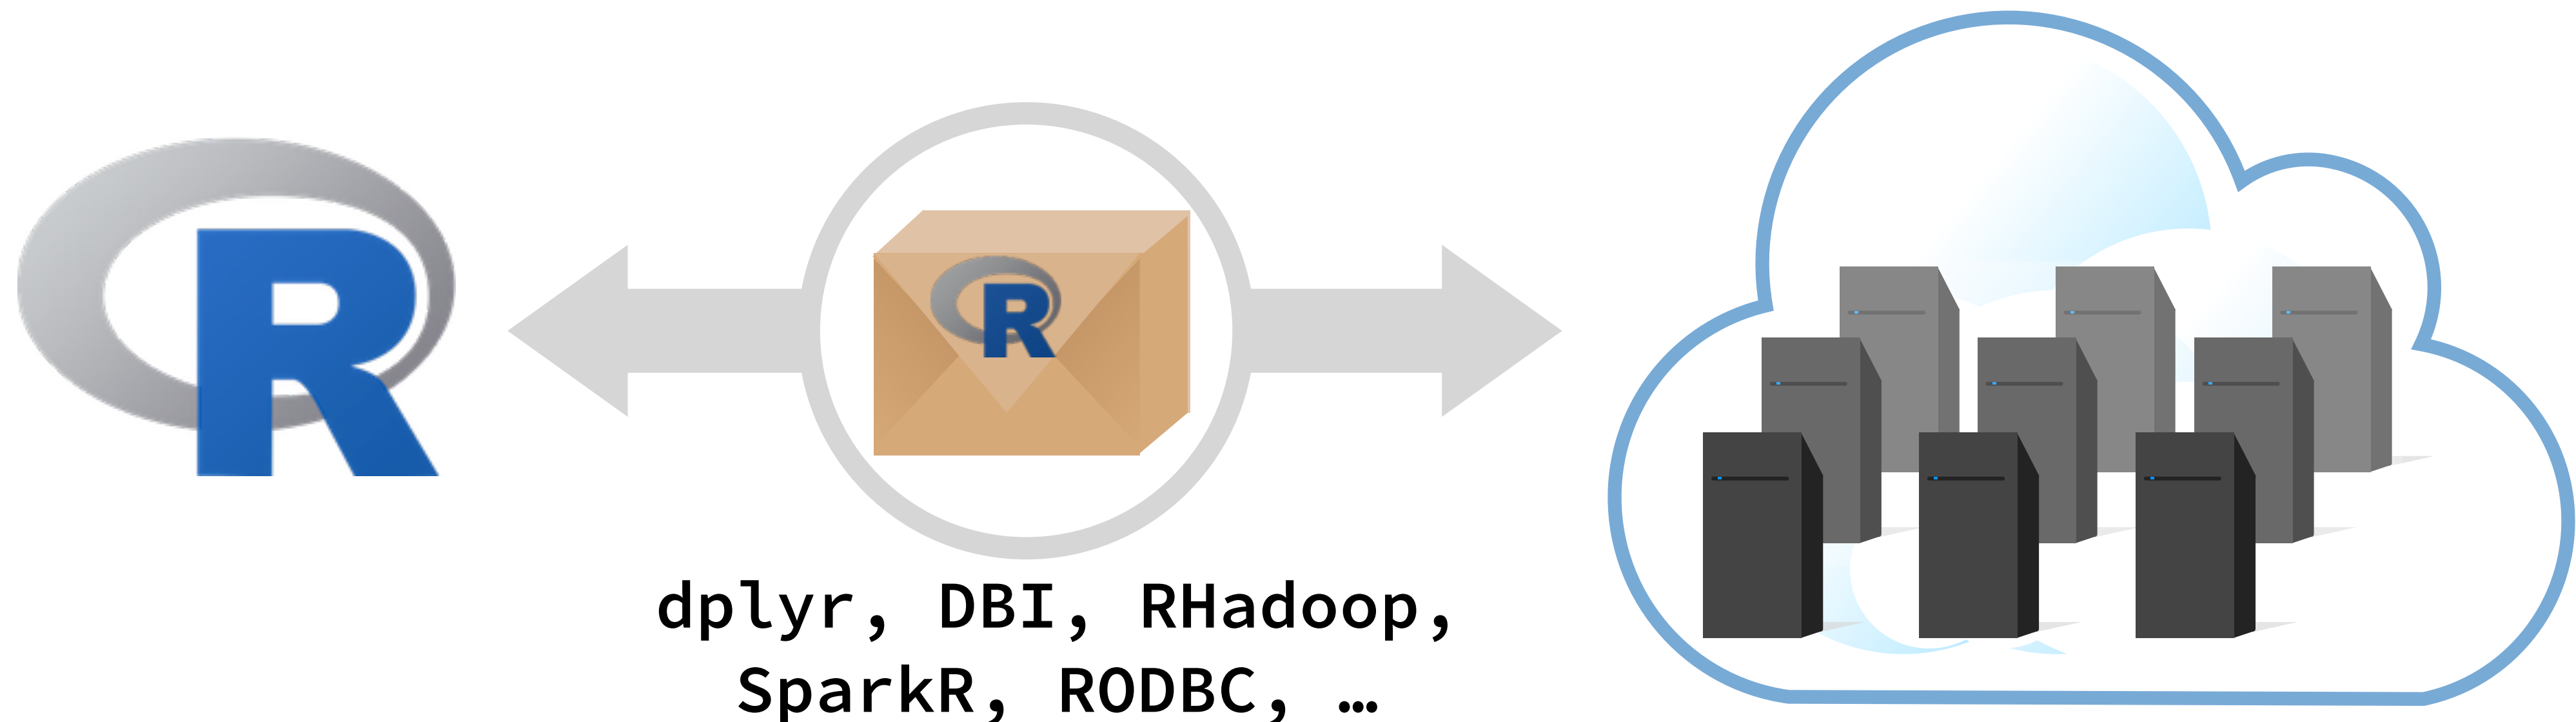 R
R
dplyr, DBI, RHadoop,
SparkR, RODBC, …